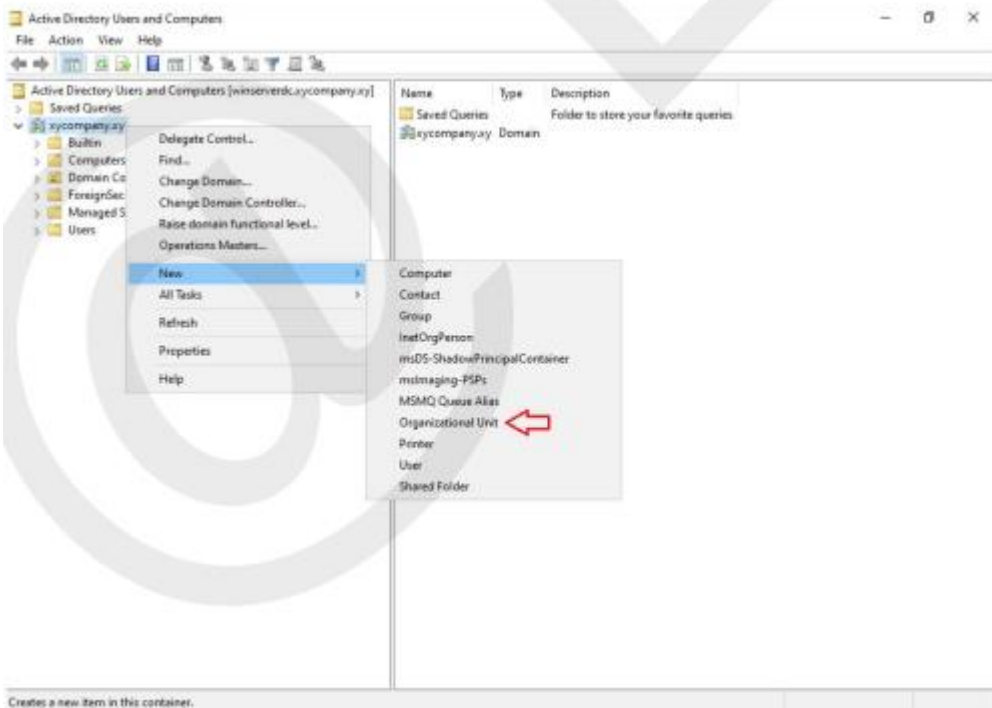 Active Directory Users and Computers
File Action View Help
Active Directory Users and Computers [winserverdc.xycompany.xy]
Saved Queries
xycompany.xy
Builtin
Computers
Domain Co
ForeignSec
Managed S
Users
Delegate Control...
Find...
Change Domain...
Change Domain Controller...
Raise domain functional level...
Operations Masters...
New
All Tasks
Refresh
Properties
Help
Computer
Contact
Group
InetOrgPerson
msDS-ShadowPrincipalContainer
msImaging-PSPs
MSMQ Queue Alias
Organizational Unit
Printer
User
Shared Folder
Name Type Description
Saved Queries Folder to store your favorite queries
xycompany.xy Domain
Creates a new item in this container.